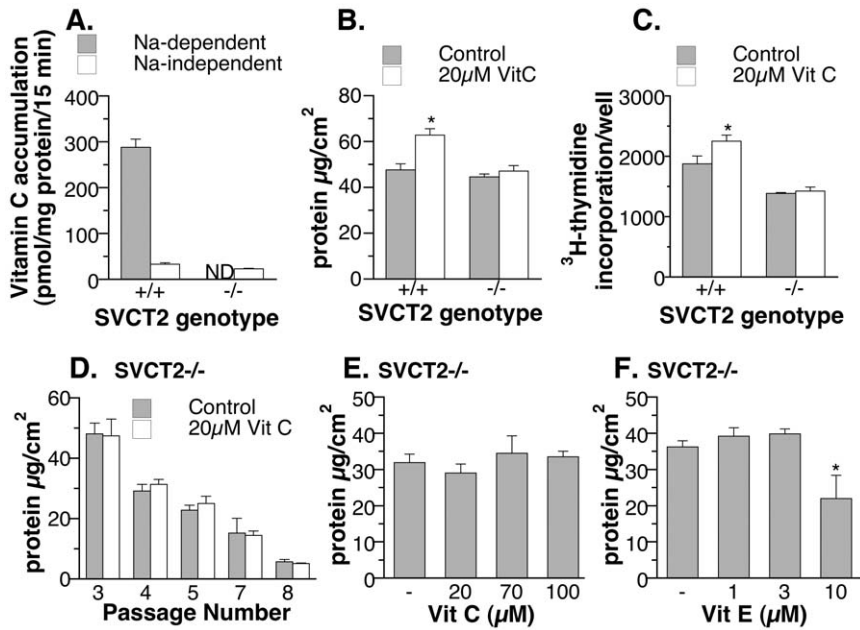 A.
Na-dependent
Na-independent
Vitamin C accumulation
(pmol/mg protein/15 min)
400
300
200
100
0
ND
+/+
-/-
SVCT2 genotype
B.
Control
20µM VitC
protein µg/cm²
80
60
40
20
0
*
+/+
-/-
SVCT2 genotype
C.
Control
20µM Vit C
³H-thymidine
incorporation/well
3000
2000
1000
0
*
+/+
-/-
SVCT2 genotype
D. SVCT2-/-
Control
20µM Vit C
protein µg/cm²
60
40
20
0
3 4 5 7 8
Passage Number
E. SVCT2-/-
protein µg/cm²
50
40
30
20
10
0
- 20 70 100
Vit C (µM)
F. SVCT2-/-
protein µg/cm²
50
40
30
20
10
0
*
- 1 3 10
Vit E (µM)